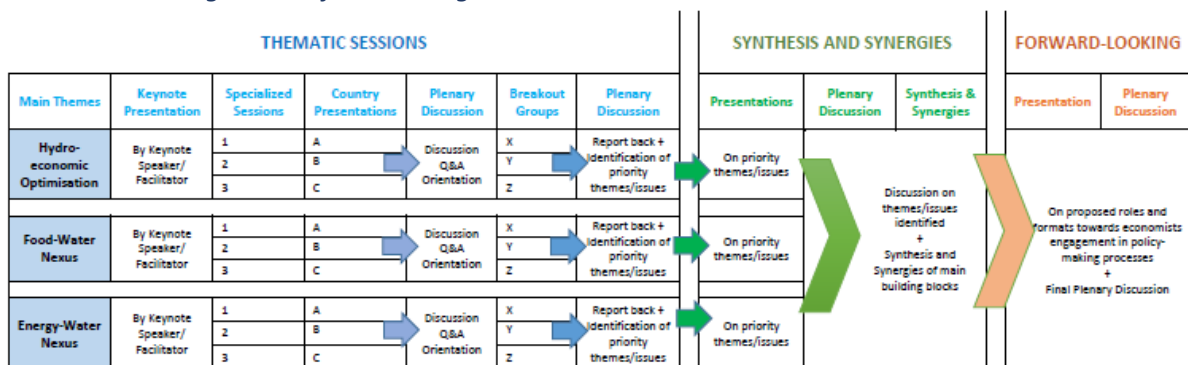 THEMATIC SESSIONS
SYNTHESIS AND SYNERGIES
FORWARD-LOOKING
Main Themes
Keynote
Presentation
Specialized
Sessions
Country
Presentations
Plenary
Discussion
Breakout
Groups
Plenary
Discussion
Presentations
Plenary
Discussion
Synthesis &
Synergies
Presentation
Plenary
Discussion
Hydro-
economic
Optimisation
By Keynote
Speaker/
Facilitator
1
2
3
A
B
C
Discussion
Q&A
Orientation
X
Y
Z
Report back +
Identification of
priority
themes/issues
On priority
themes/issues
Food-Water
Nexus
By Keynote
Speaker/
Facilitator
1
2
3
A
B
C
Discussion
Q&A
Orientation
X
Y
Z
Report back +
Identification of
priority
themes/issues
On priority
themes/issues
Energy-Water
Nexus
By Keynote
Speaker/
Facilitator
1
2
3
A
B
C
Discussion
Q&A
Orientation
X
Y
Z
Report back +
Identification of
priority
themes/issues
On priority
themes/issues
Discussion on
themes/issues
identified
+
Synthesis and
Synergies of main
building blocks
On proposed roles and
formats towards economists
engagement in policy-
making processes
+
Final Plenary Discussion